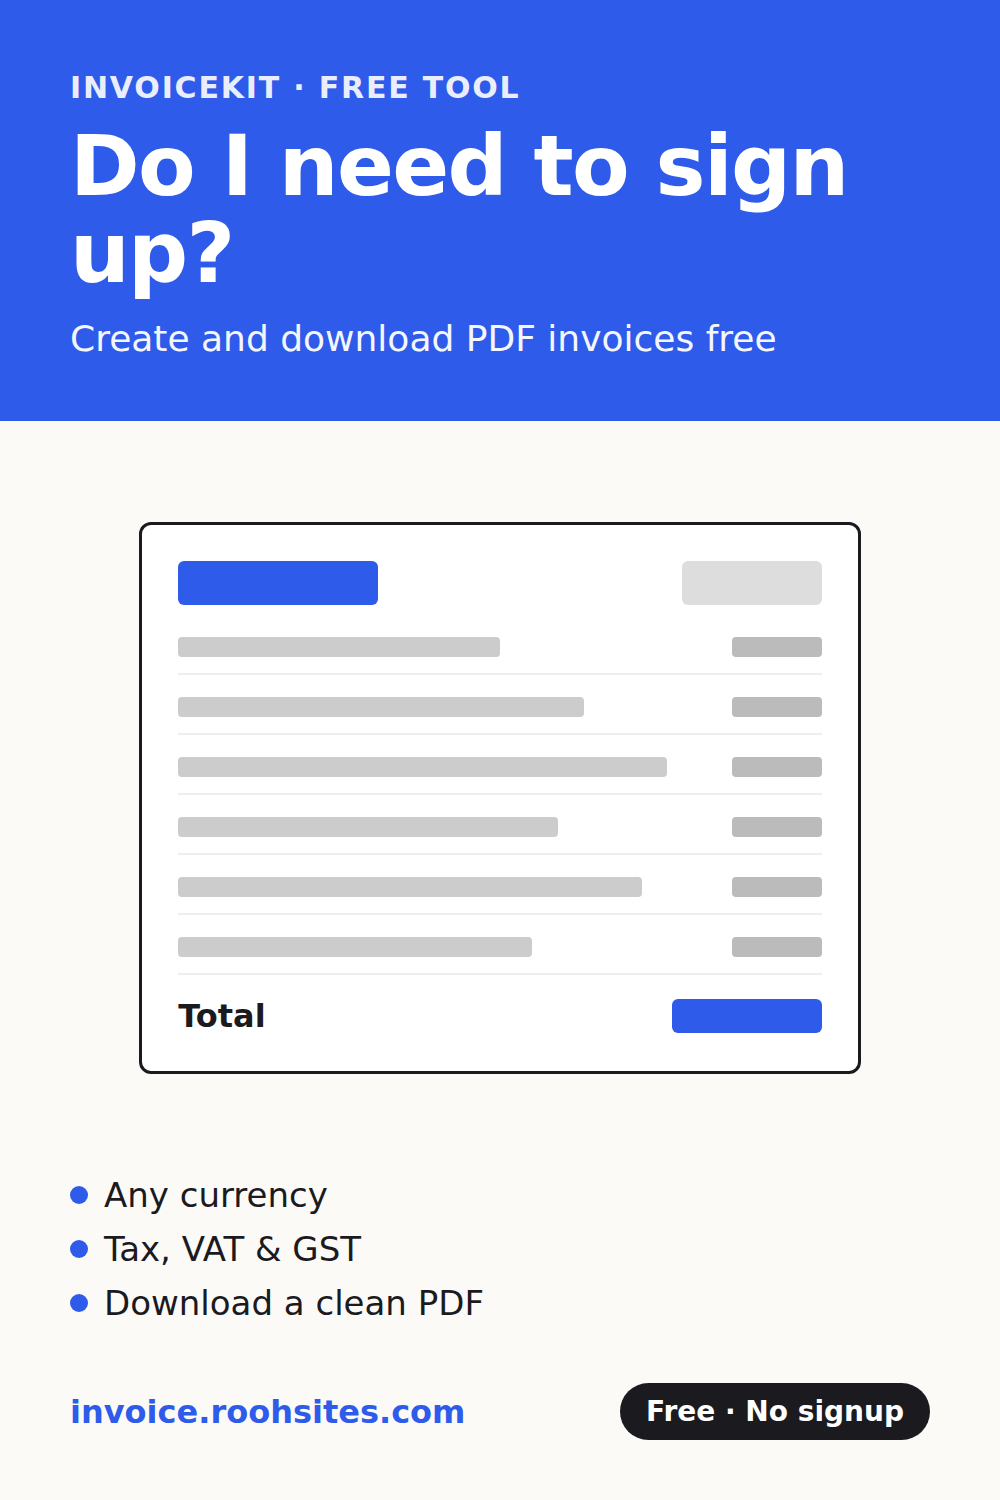 INVOICEKIT · FREE TOOL
Do I need to sign
up?
Create and download PDF invoices free
Total
Any currency
Tax, VAT & GST
Download a clean PDF
invoice.roohsites.com
Free · No signup